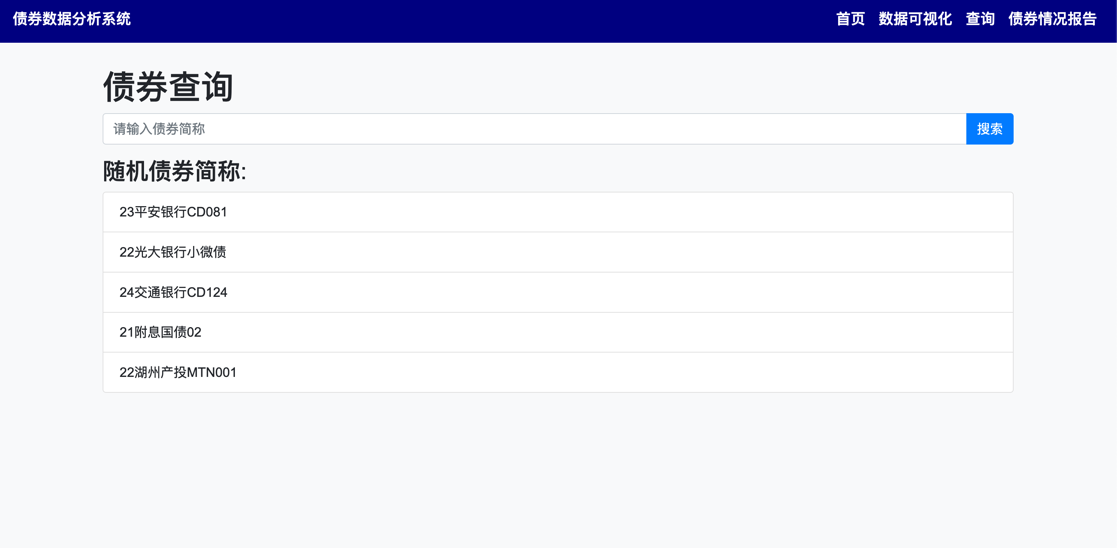 债券数据分析系统 首页 数据可视化 查询 债券情况报告
债券查询
请输入债券简称 搜索
随机债券简称:
23平安银行CD081
22光大银行小微债
24交通银行CD124
21附息国债02
22湖州产投MTN001